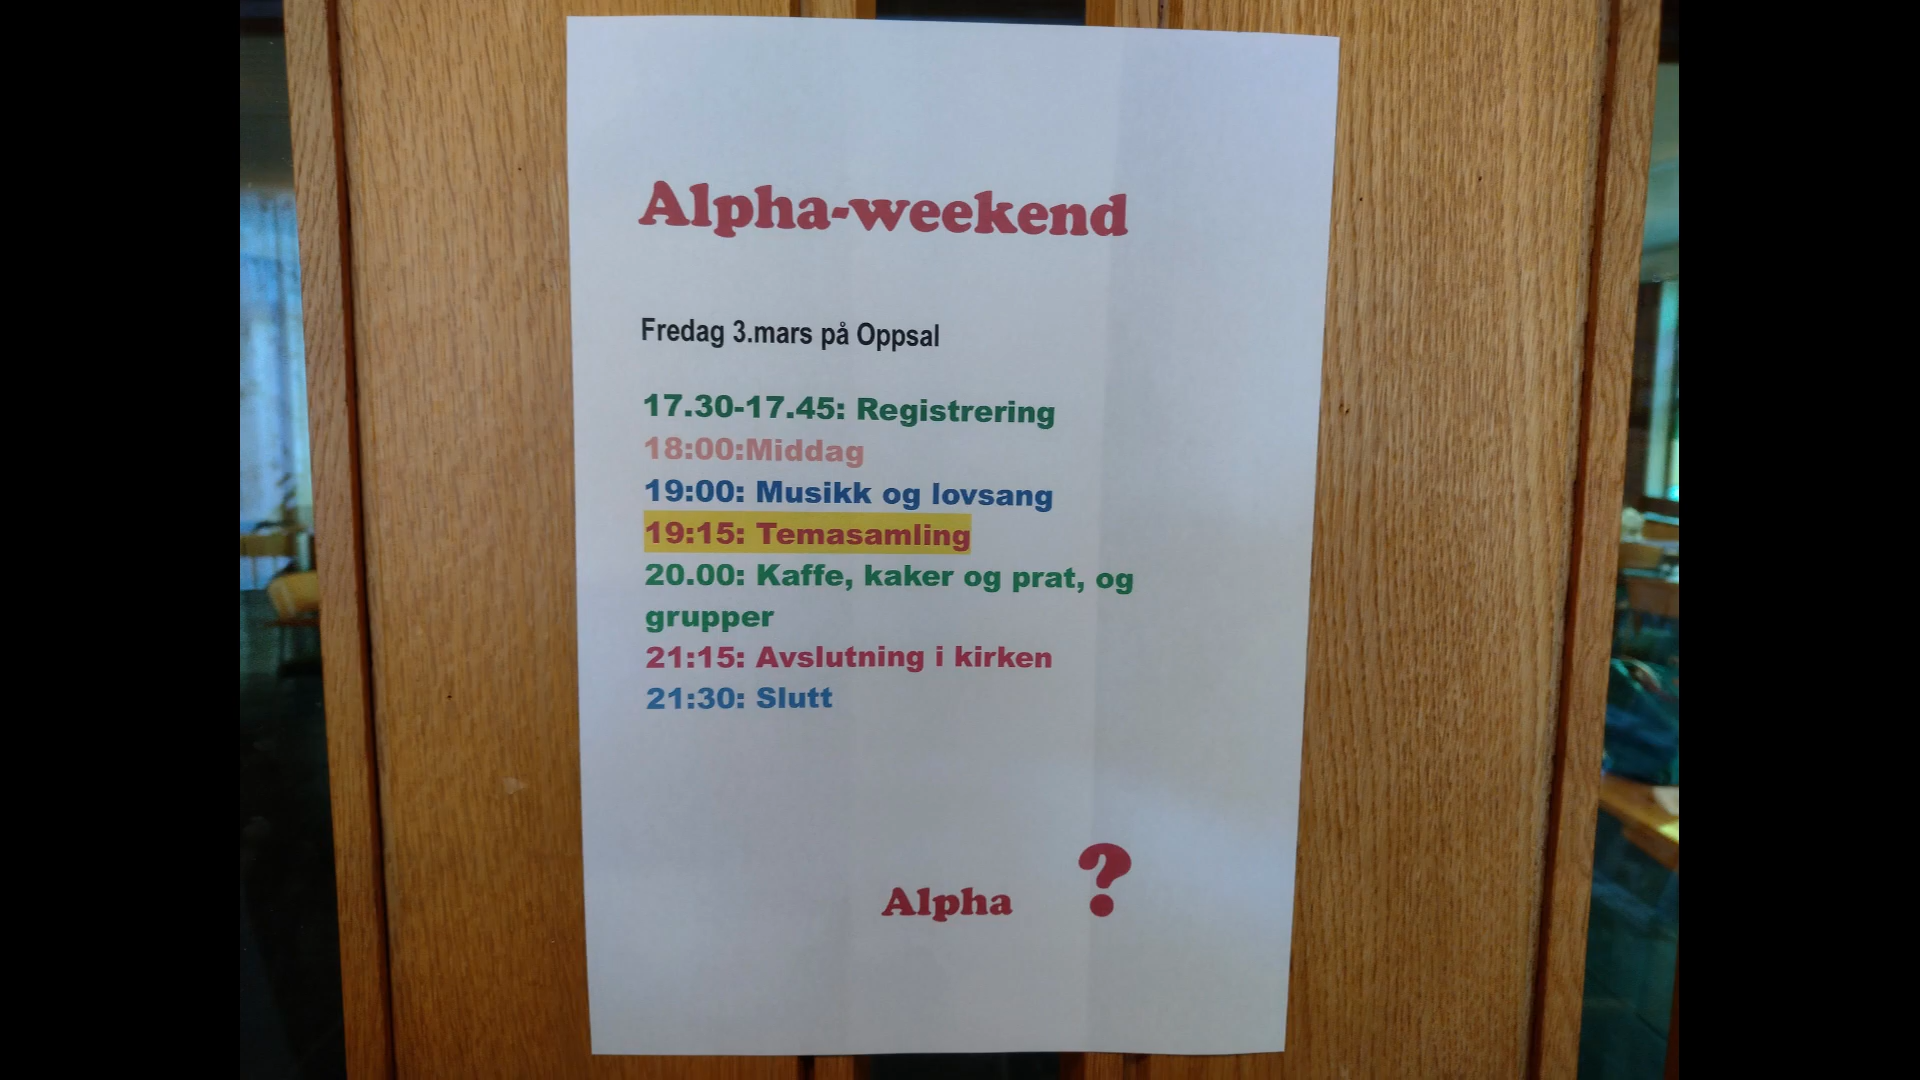 Alpha-weekend
Fredag 3.mars på Oppsal
17.30-17.45: Registrering
18:00:Middag
19:00: Musikk og lovsang
19:15: Temasamling
20.00: Kaffe, kaker og prat, og
grupper
21:15: Avslutning i kirken
21:30: Slutt
Alpha ?